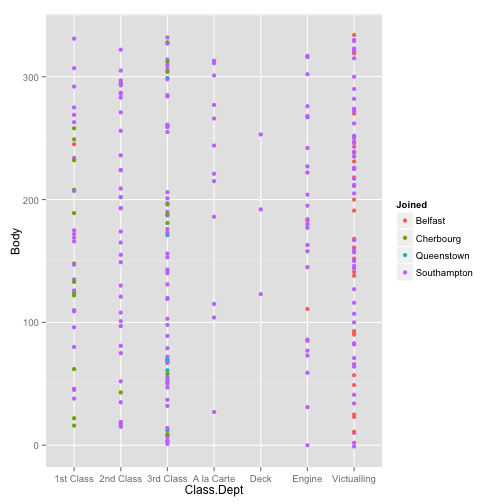 300
200
100
0
Body
1st Class 2nd Class 3rd Class A la Carte Deck Engine Victualling
Class.Dept
Joined
Belfast
Cherbourg
Queenstown
Southampton